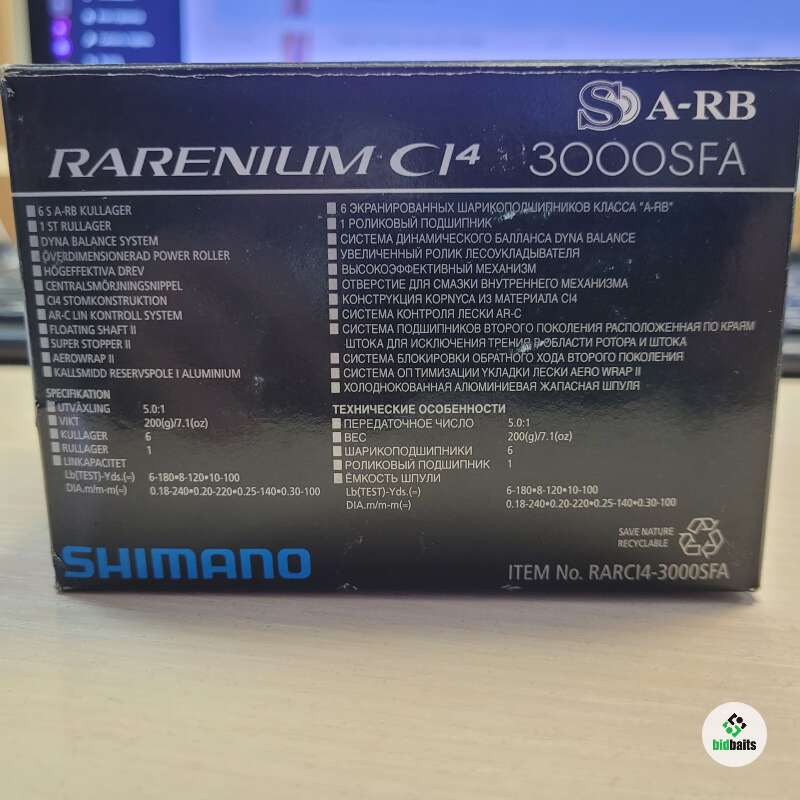 S A-RB
RARENIUM CI4 3000SFA
6 S A-RB KULLAGER
1 ST RULLAGER
DYNA BALANCE SYSTEM
ÖVERDIMENSIONERAD POWER ROLLER
HÖGEFFEKTIVA DREV
CENTRALSMÖRJNINGSNIPPEL
CI4 STOMKONSTRUKTION
AR-C LIN KONTROLL SYSTEM
FLOATING SHAFT II
SUPER STOPPER II
AEROWRAP II
KALLSMIDD RESERVSPOLE I ALUMINIUM
SPECIFIKATION
UTVÄXLING 5.0:1
VIKT 200(g)/7.1(oz)
KULLAGER 6
RULLAGER 1
LINKAPACITET
Lb(TEST)-Yds.(≈) 6-180•8-120•10-100
DIA.m/m-m(≈) 0.18-240•0.20-220•0.25-140•0.30-100
6 ЭКРАНИРОВАННЫХ ШАРИКОПОДШИПНИКОВ КЛАССА "A-RB"
1 РОЛИКОВЫЙ ПОДШИПНИК
СИСТЕМА ДИНАМИЧЕСКОГО БАЛЛАНСА DYNA BALANCE
УВЕЛИЧЕННЫЙ РОЛИК ЛЕСОУКЛАДЫВАТЕЛЯ
ВЫСОКОЭФФЕКТИВНЫЙ МЕХАНИЗМ
ОТВЕРСТИЕ ДЛЯ СМАЗКИ ВНУТРЕННЕГО МЕХАНИЗМА
КОНСТРУКЦИЯ КОРПУСА ИЗ МАТЕРИАЛА CI4
СИСТЕМА КОНТРОЛЯ ЛЕСКИ AR-C
СИСТЕМА ПОДШИПНИКОВ ВТОРОГО ПОКОЛЕНИЯ РАСПОЛОЖЕННАЯ ПО КРАЯМ
ШТОКА ДЛЯ ИСКЛЮЧЕНИЯ ТРЕНИЯ В ОБЛАСТИ РОТОРА И ШТОКА
СИСТЕМА БЛОКИРОВКИ ОБРАТНОГО ХОДА ВТОРОГО ПОКОЛЕНИЯ
СИСТЕМА ОПТИМИЗАЦИИ УКЛАДКИ ЛЕСКИ AERO WRAP II
ХОЛОДНОКОВАННАЯ АЛЮМИНИЕВАЯ ЖАПАСНАЯ ШПУЛЯ
ТЕХНИЧЕСКИЕ ОСОБЕННОСТИ
ПЕРЕДАТОЧНОЕ ЧИСЛО 5.0:1
ВЕС 200(g)/7.1(oz)
ШАРИКОПОДШИПНИКИ 6
РОЛИКОВЫЙ ПОДШИПНИК 1
ЁМКОСТЬ ШПУЛИ
Lb(TEST)-Yds.(≈) 6-180•8-120•10-100
DIA.m/m-m(≈) 0.18-240•0.20-220•0.25-140•0.30-100
SAVE NATURE
RECYCLABLE
SHIMANO
ITEM No. RARCI4-3000SFA
bidbaits